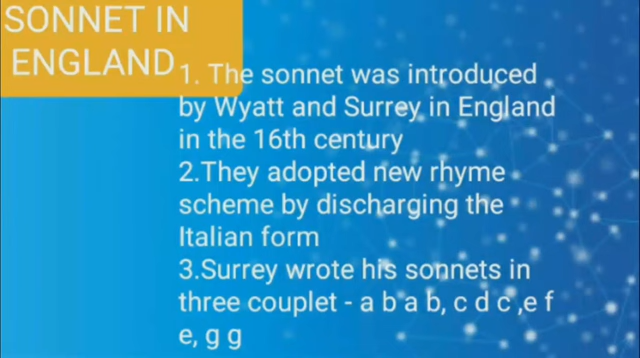 SONNET IN
ENGLAND
1. The sonnet was introduced
by Wyatt and Surrey in England
in the 16th century
2.They adopted new rhyme
scheme by discharging the
Italian form
3.Surrey wrote his sonnets in
three couplet - a b a b, c d c ,e f
e, g g